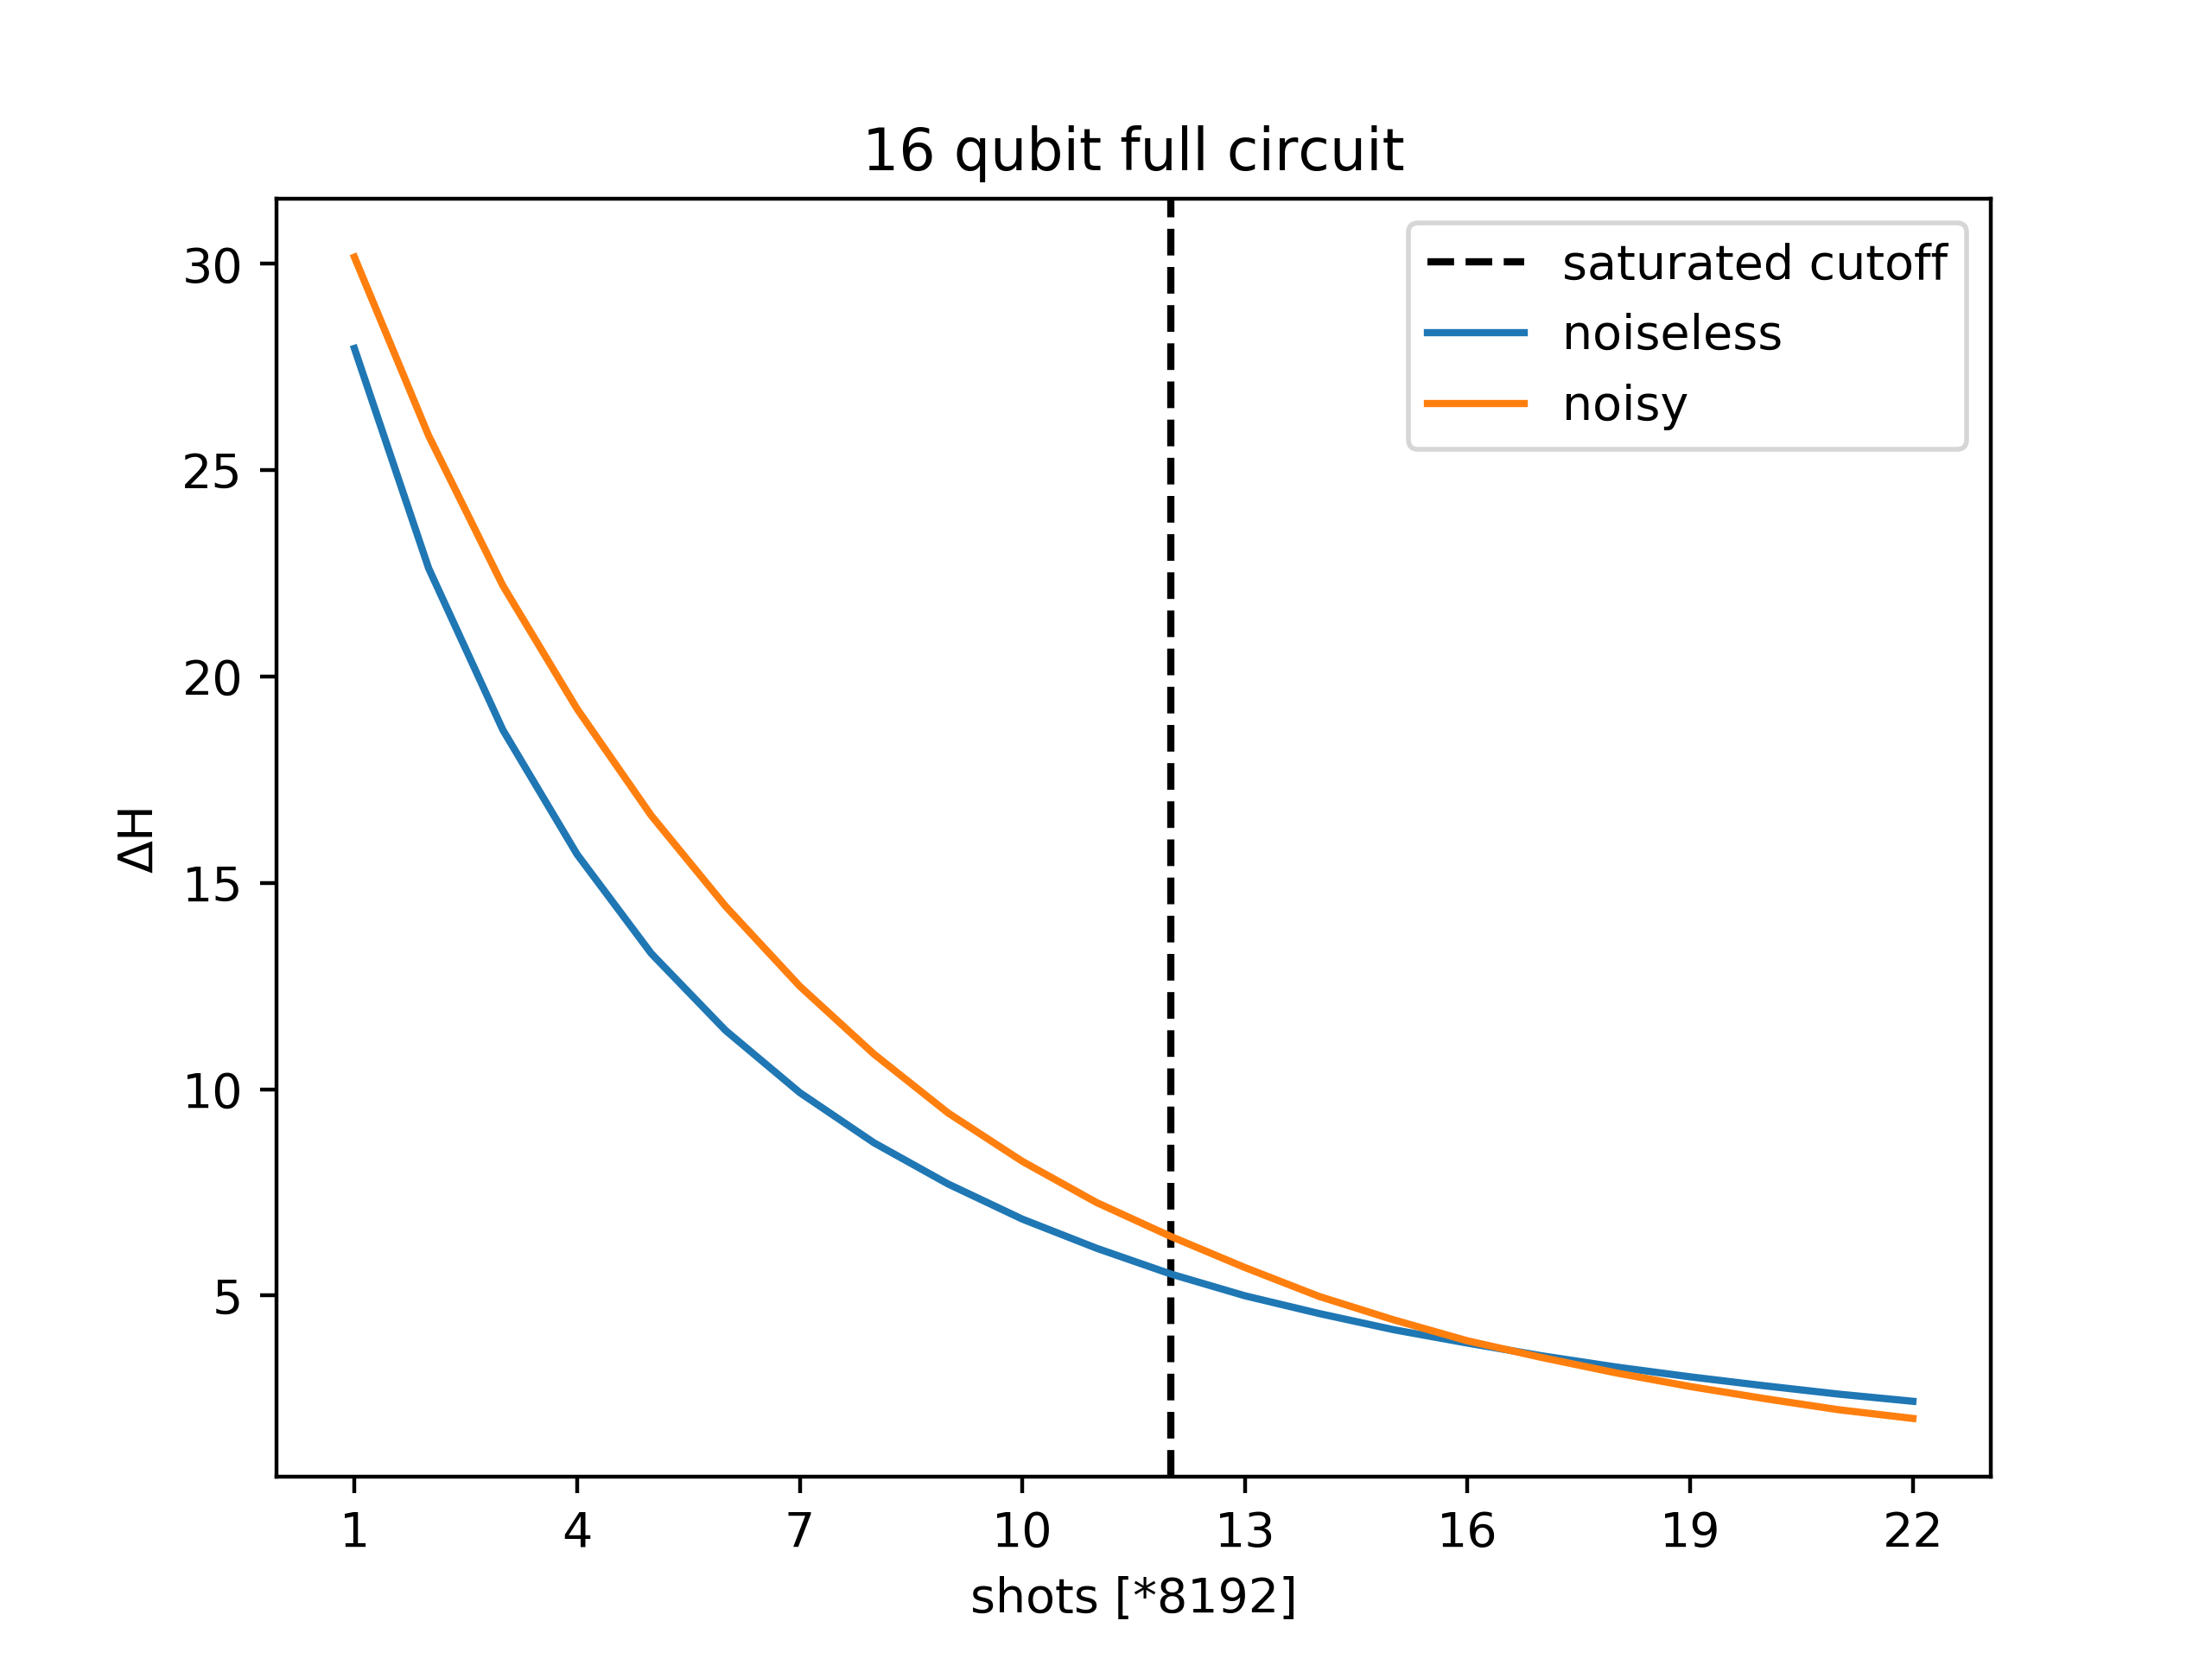 16 qubit full circuit
saturated cutoff
noiseless
noisy
ΔH
30
25
20
15
10
5
1 4 7 10 13 16 19 22
shots [*8192]